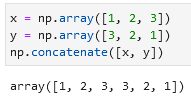 x = np.array([1, 2, 3])
y = np.array([3, 2, 1])
np.concatenate([x, y])
array([1, 2, 3, 3, 2, 1])